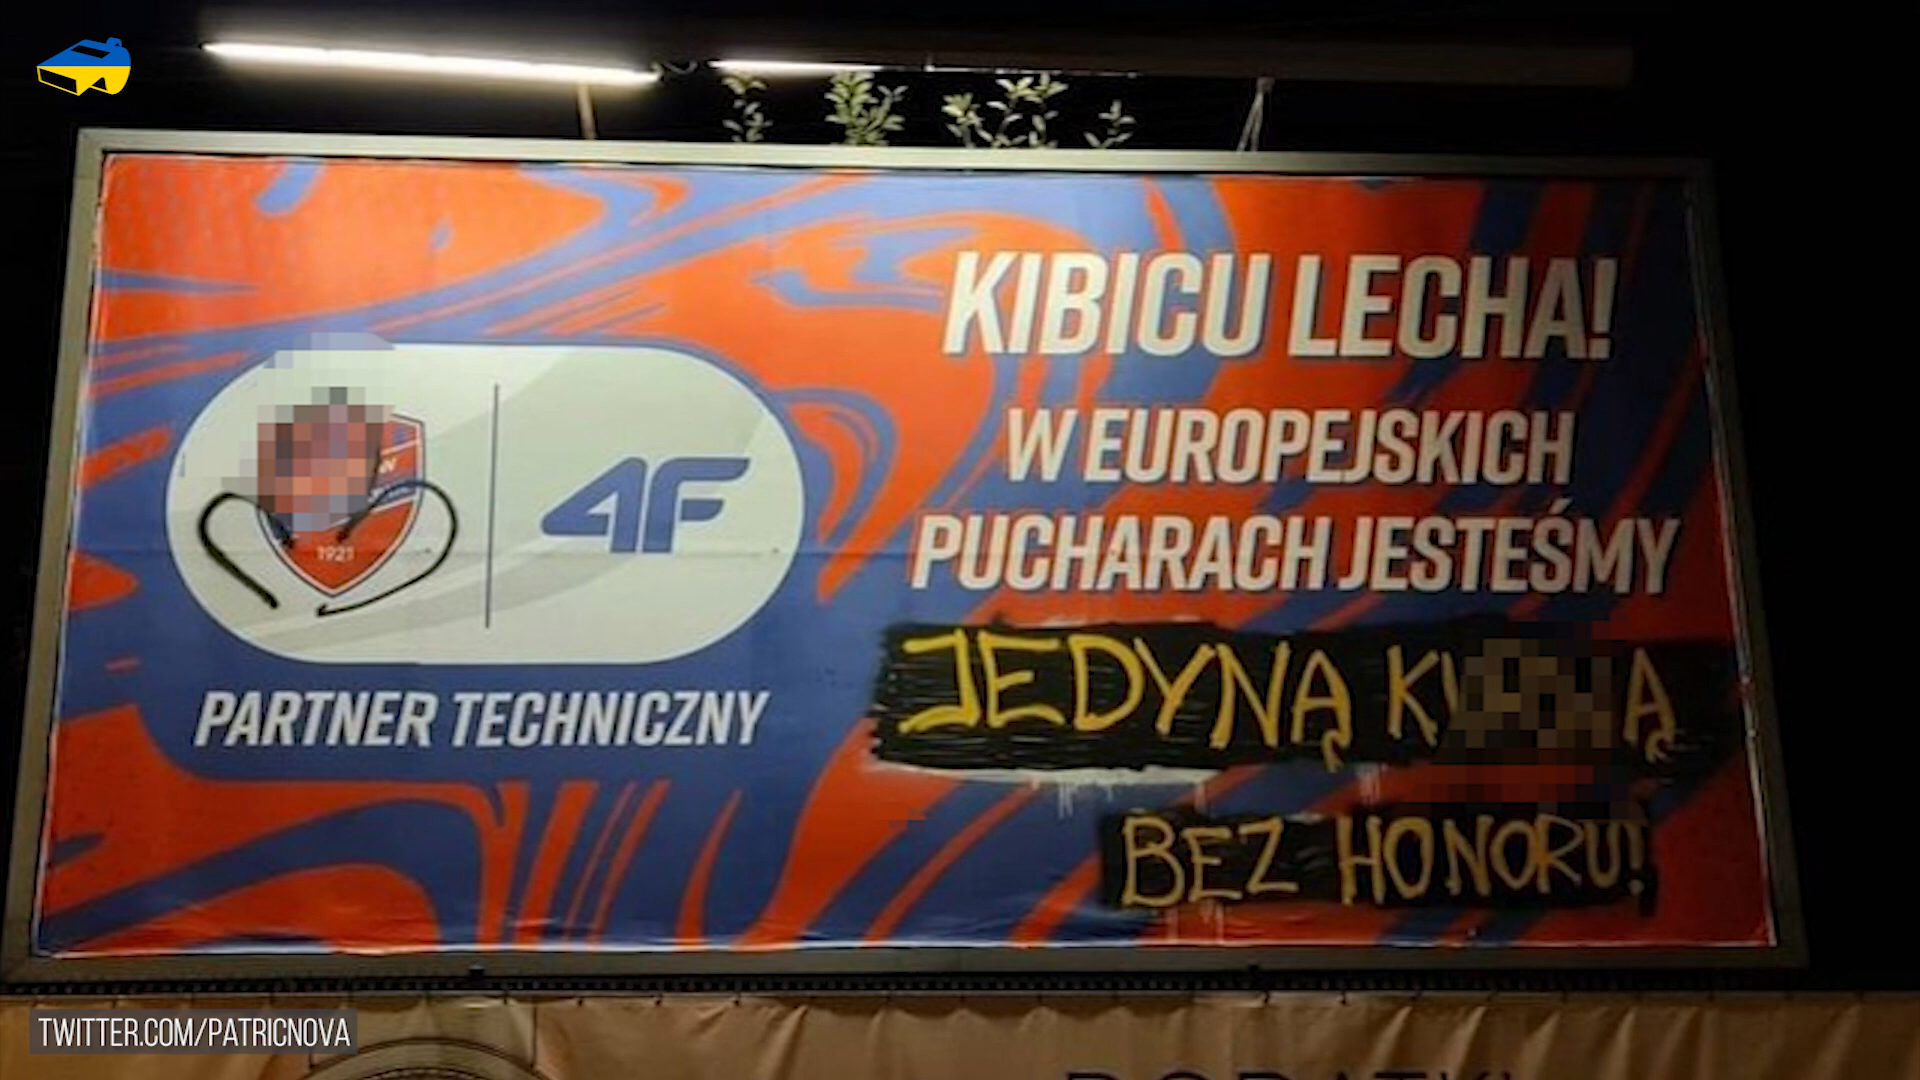 KIBICU LECHA!
W EUROPEJSKICH
PUCHARACH JESTEŚMY
JEDYNĄ
BEZ HONORU!
1921
4F
PARTNER TECHNICZNY
TWITTER.COM/PATRICNOVA